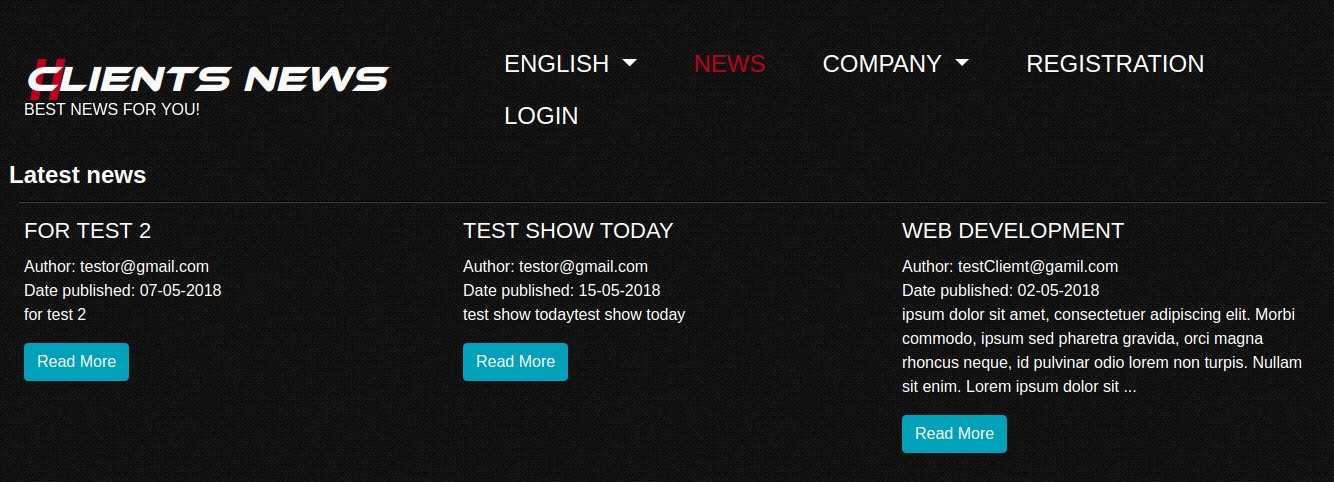 CLIENTS NEWS
BEST NEWS FOR YOU!
ENGLISH NEWS COMPANY REGISTRATION
LOGIN
Latest news
FOR TEST 2
Author: testor@gmail.com
Date published: 07-05-2018
for test 2
Read More
TEST SHOW TODAY
Author: testor@gmail.com
Date published: 15-05-2018
test show todaytest show today
Read More
WEB DEVELOPMENT
Author: testCliemt@gamil.com
Date published: 02-05-2018
ipsum dolor sit amet, consectetuer adipiscing elit. Morbi
commodo, ipsum sed pharetra gravida, orci magna
rhoncus neque, id pulvinar odio lorem non turpis. Nullam
sit enim. Lorem ipsum dolor sit ...
Read More